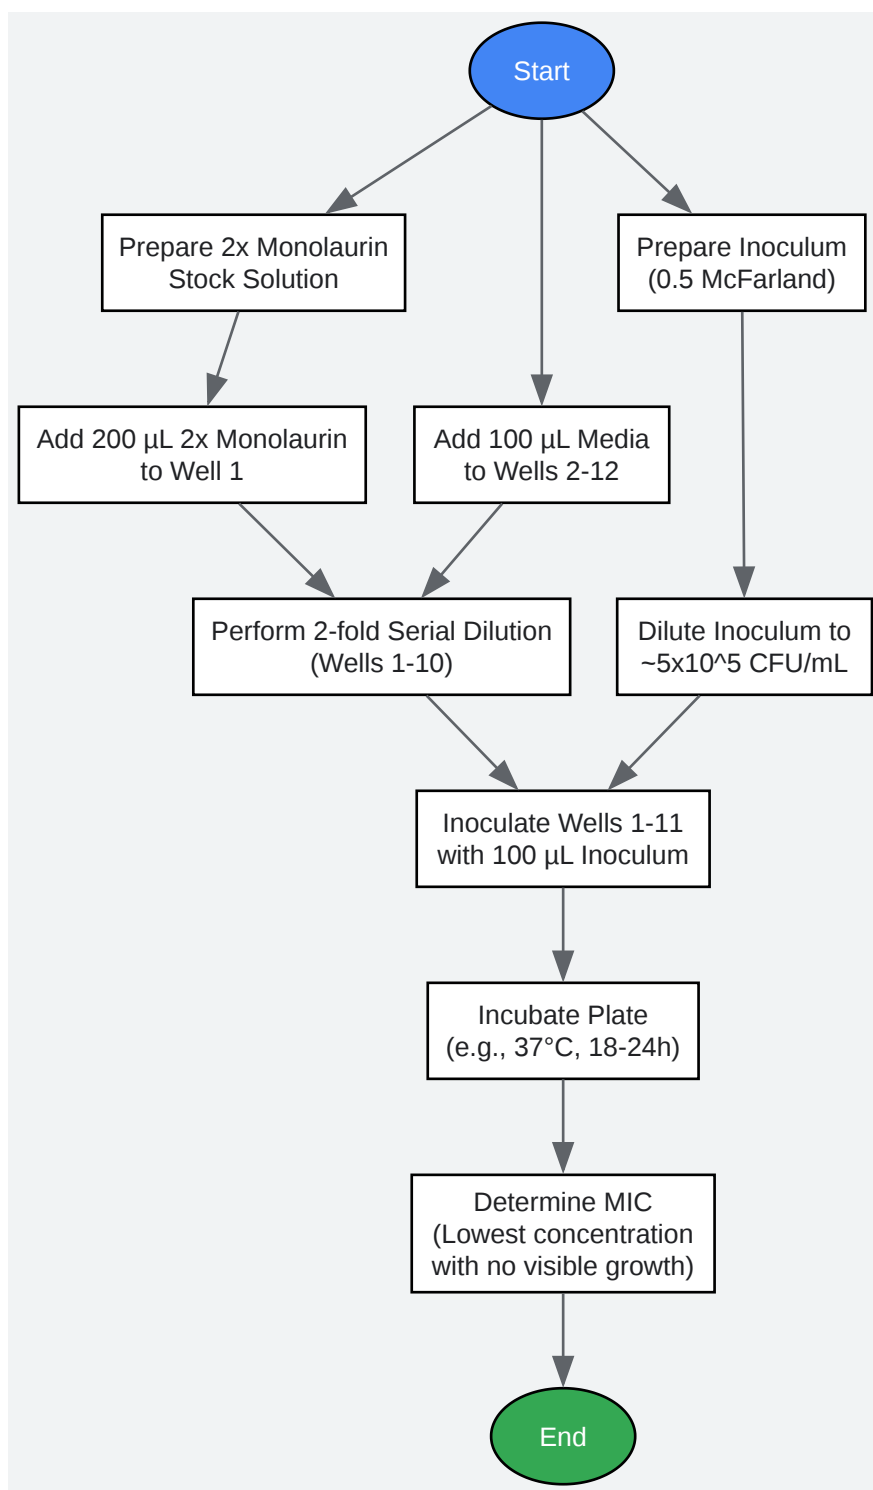 Start
Prepare 2x Monolaurin
Stock Solution
Prepare Inoculum
(0.5 McFarland)
Add 200 µL 2x Monolaurin
to Well 1
Add 100 µL Media
to Wells 2-12
Perform 2-fold Serial Dilution
(Wells 1-10)
Dilute Inoculum to
~5x10^5 CFU/mL
Inoculate Wells 1-11
with 100 µL Inoculum
Incubate Plate
(e.g., 37°C, 18-24h)
Determine MIC
(Lowest concentration
with no visible growth)
End